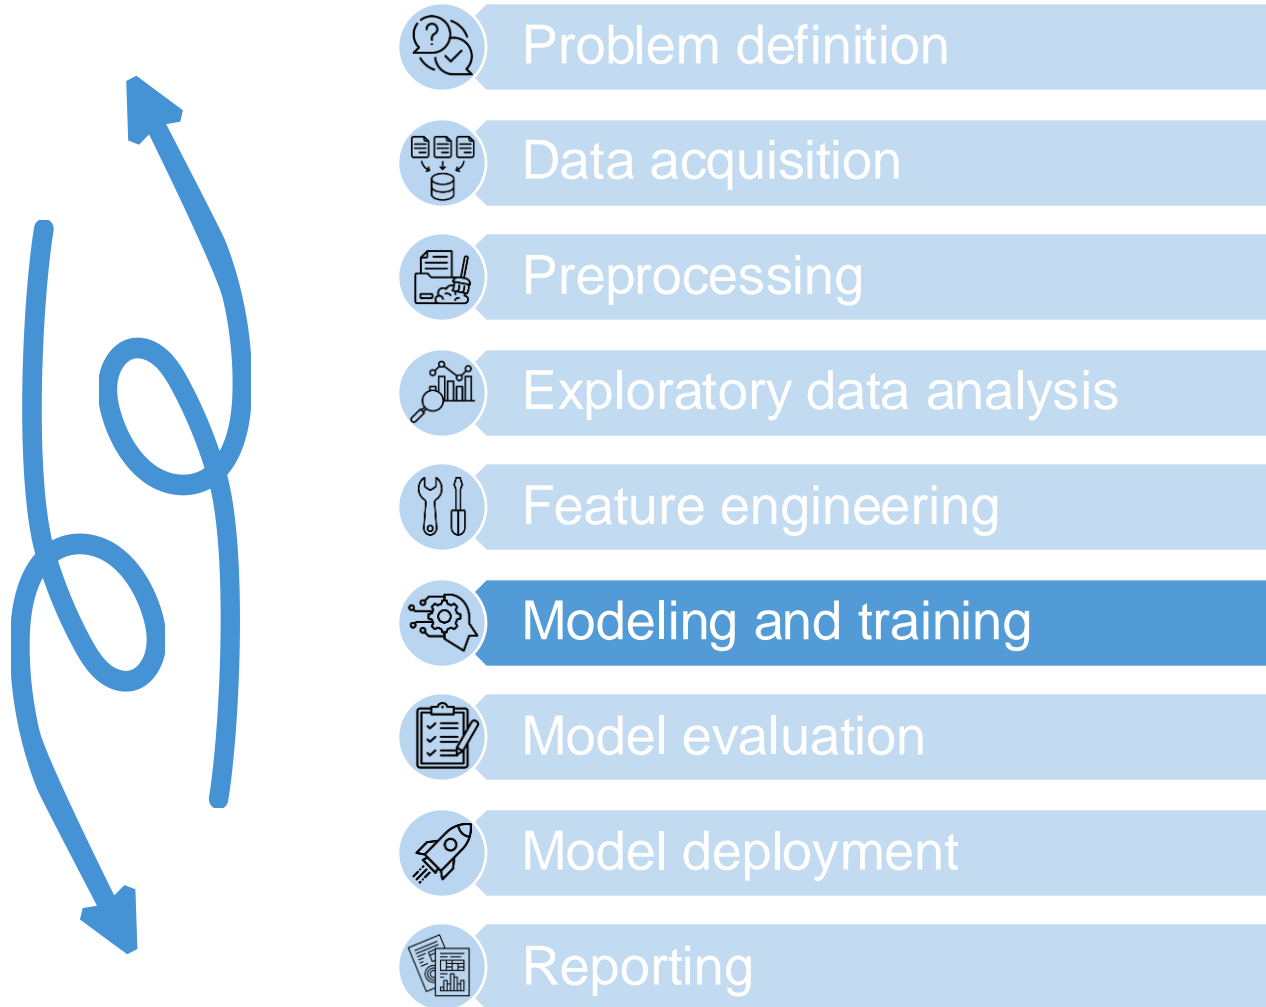 Problem definition
Data acquisition
Preprocessing
Exploratory data analysis
Feature engineering
Modeling and training
Model evaluation
Model deployment
Reporting